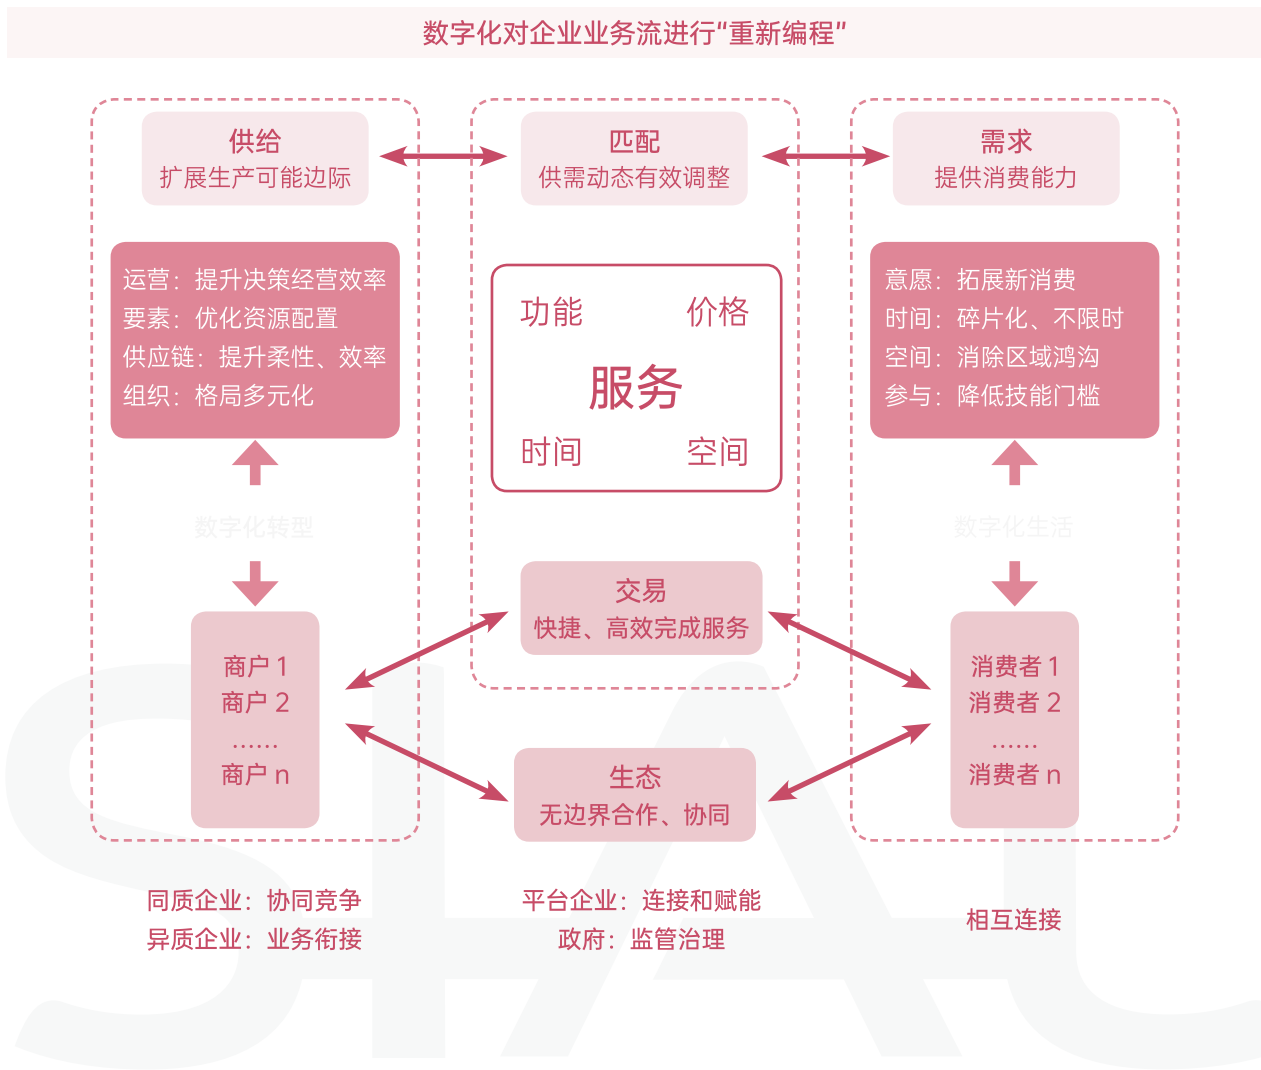 数字化对企业业务流进行“重新编程”
供给
扩展生产可能边际
匹配
供需动态有效调整
需求
提供消费能力
运营：提升决策经营效率
要素：优化资源配置
供应链：提升柔性、效率
组织：格局多元化
功能
价格
服务
时间
空间
意愿：拓展新消费
时间：碎片化、不限时
空间：消除区域鸿沟
参与：降低技能门槛
数字化转型
数字化生活
交易
快捷、高效完成服务
商户 1
商户 2
……
商户 n
消费者 1
消费者 2
……
消费者 n
生态
无边界合作、协同
同质企业：协同竞争
异质企业：业务衔接
平台企业：连接和赋能
政府：监管治理
相互连接